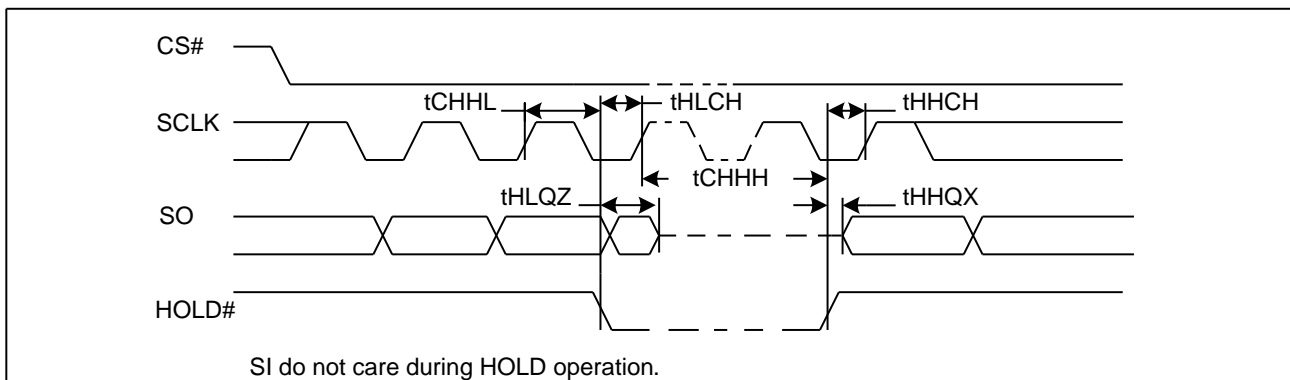 CS#
tCHHL
tHLCH
tHHCH
SCLK
tCHHH
tHLQZ
tHHQX
SO
HOLD#
SI do not care during HOLD operation.